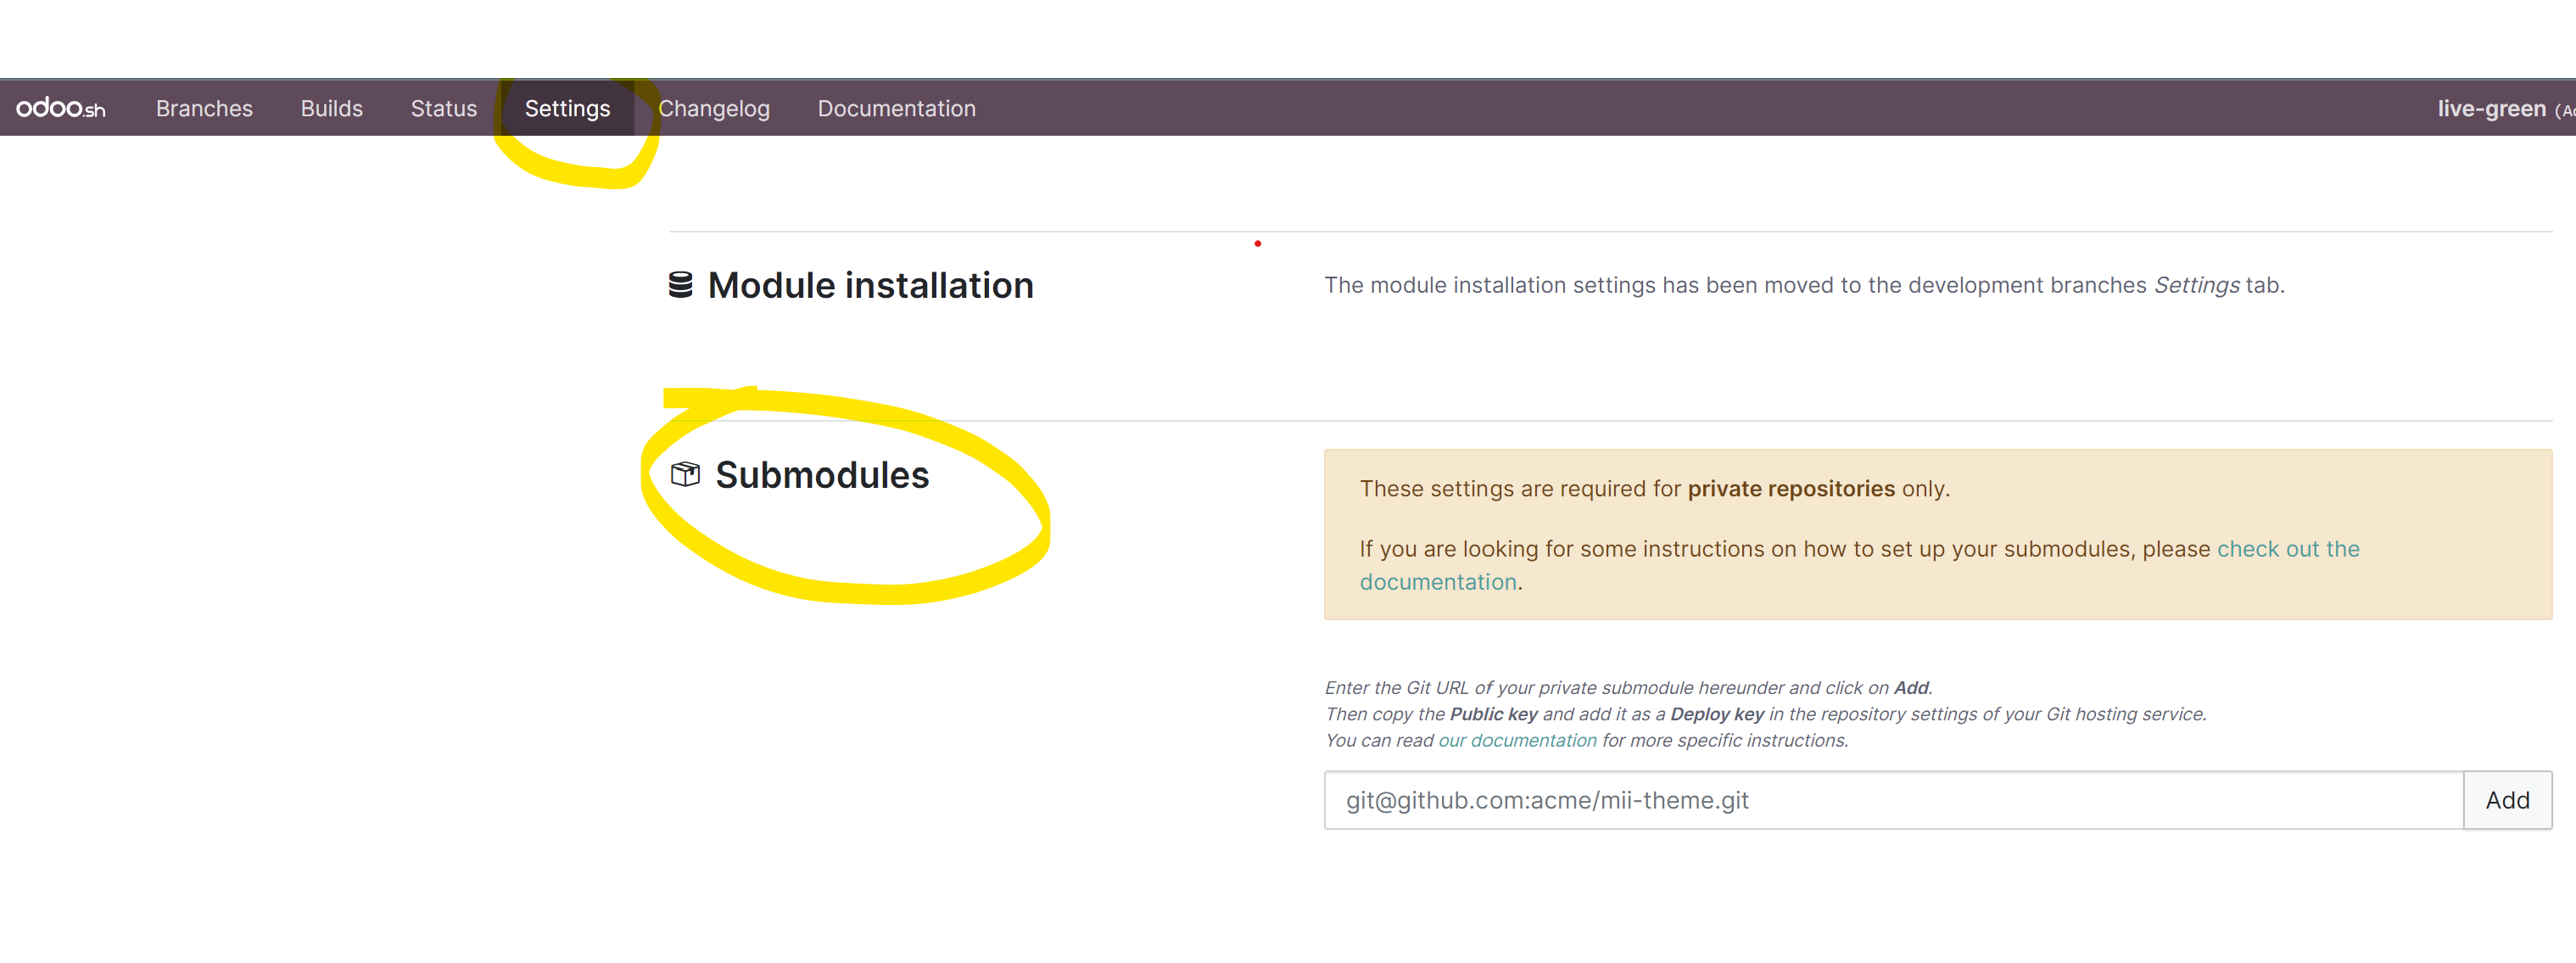 odoo.sh Branches Builds Status Settings Changelog Documentation live-green
Module installation
The module installation settings has been moved to the development branches Settings tab.
Submodules
These settings are required for private repositories only.
If you are looking for some instructions on how to set up your submodules, please check out the
documentation.
Enter the Git URL of your private submodule hereunder and click on Add.
Then copy the Public key and add it as a Deploy key in the repository settings of your Git hosting service.
You can read our documentation for more specific instructions.
git@github.com:acme/mii-theme.git Add